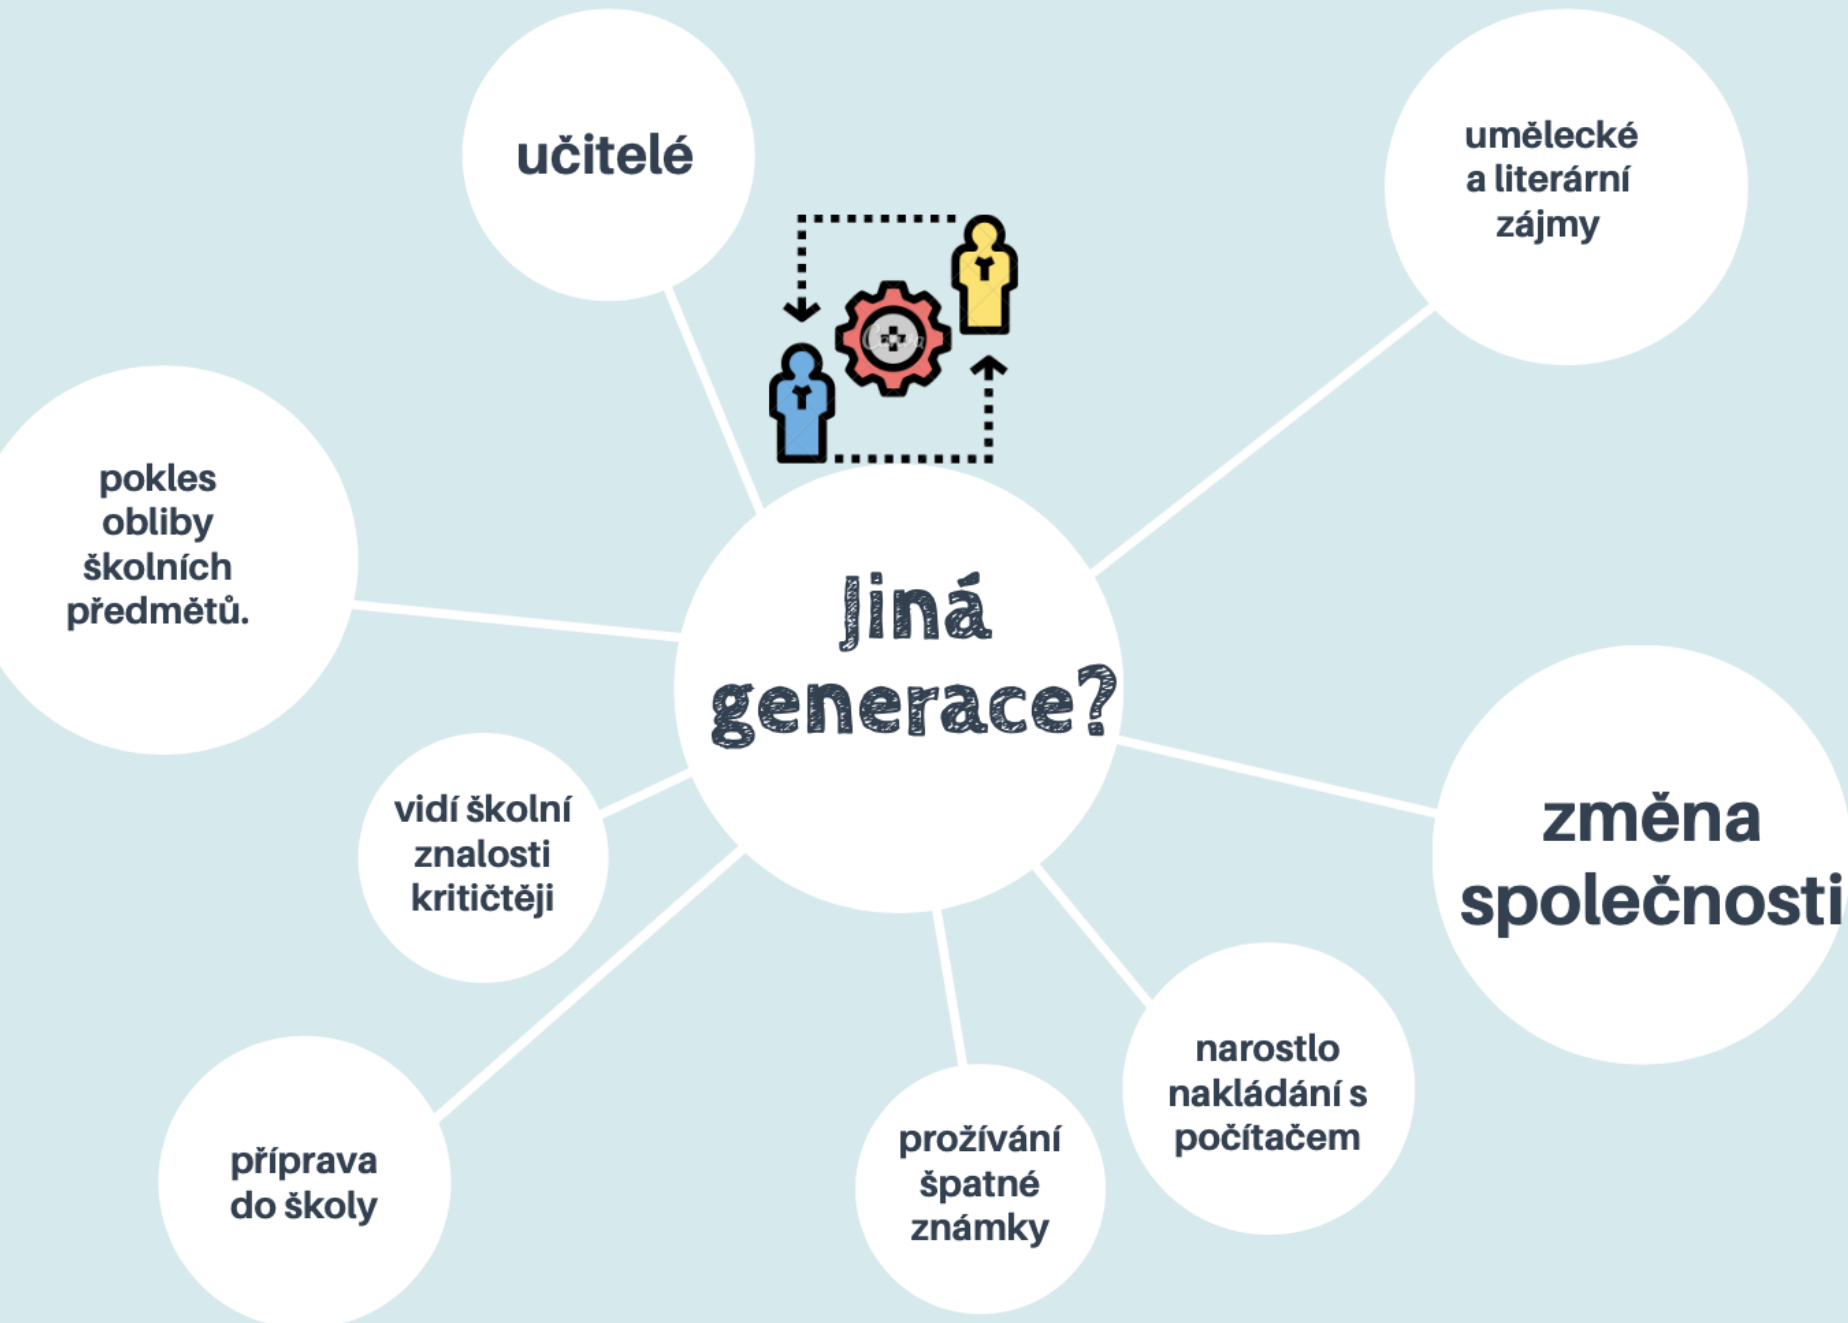 učitelé
umělecké
a literární
zájmy
pokles
obliby
školních
předmětů.
Jiná
generace?
vidí školní
znalosti
kritičtěji
změna
společnosti
příprava
do školy
prožívání
špatné
známky
narostlo
nakládání s
počítačem
Canva